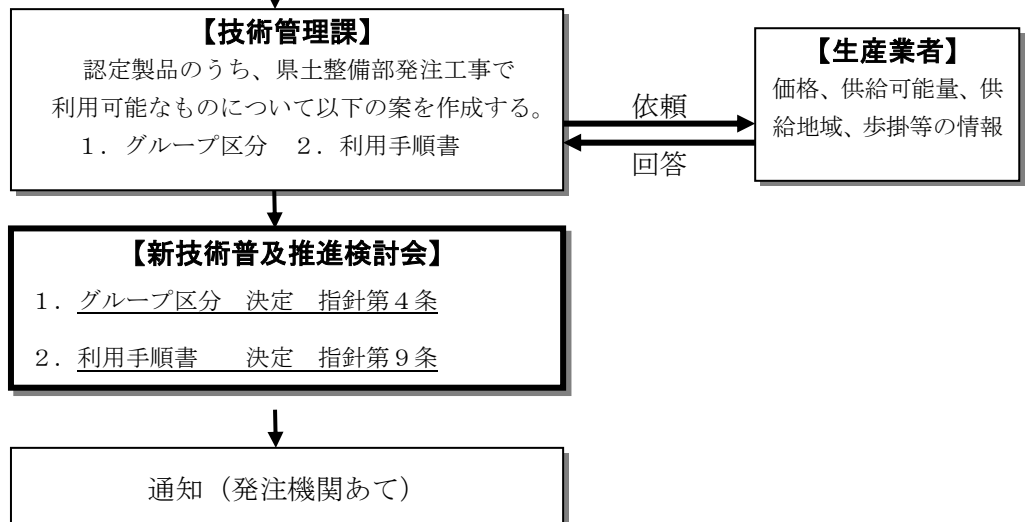 【技術管理課】
認定製品のうち、県土整備部発注工事で
利用可能なものについて以下の案を作成する。
１．グループ区分　２．利用手順書
依頼
回答
【生産業者】
価格、供給可能量、供
給地域、歩掛等の情報
【新技術普及推進検討会】
１．グループ区分　決定　指針第４条
２．利用手順書　　決定　指針第９条
通知（発注機関あて）